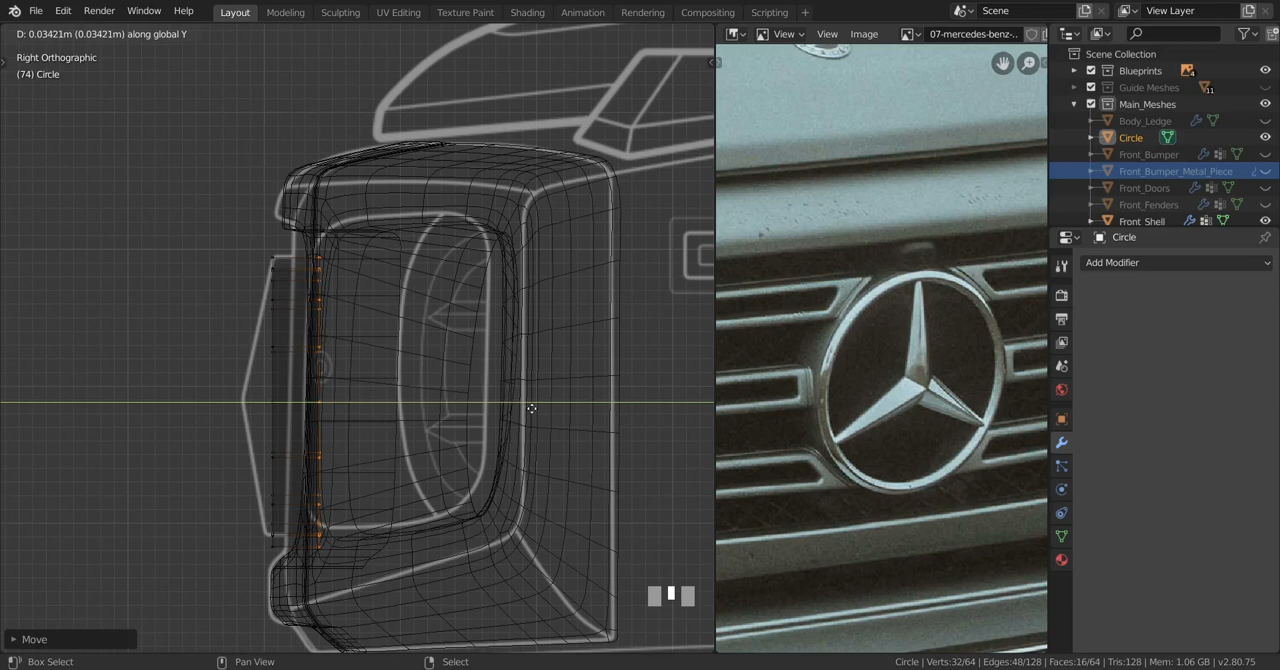 File Edit Render Window Help Layout Modeling Sculpting UV Editing Texture Paint Shading Animation Rendering Compositing Scripting + Scene View Layer
D: 0.03421m (0.03421m) along global Y
View View Image 07-mercedes-benz-..
Right Orthographic
(74) Circle
Scene Collection
Blueprints 4
Guide Meshes 11
Main_Meshes
Body_Ledge
Circle
Front_Bumper
Front_Bumper_Metal_Piece
Front_Doors
Front_Fenders
Front_Shell
Circle
Add Modifier
Move
Box Select Pan View Select Circle | Verts:32/64 | Edges:48/128 | Faces:16/64 | Tris:128 | Mem: 1.06 GB | v2.80.75